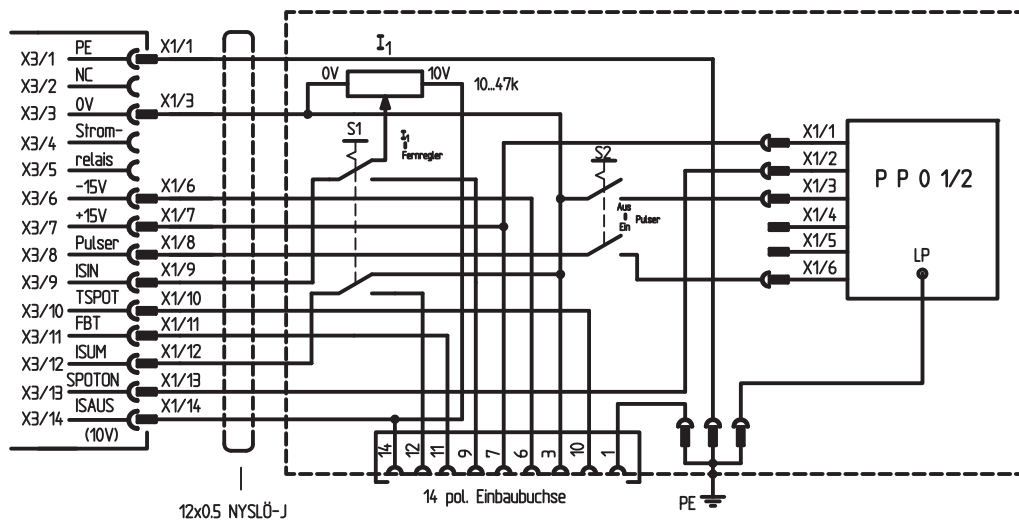 X3/1 PE X1/1
X3/2 NC
X3/3 0V X1/3
X3/4 Strom-
X3/5 relais
X3/6 -15V X1/6
X3/7 +15V X1/7
X3/8 Pulser X1/8
X3/9 ISIN X1/9
X3/10 TSPOT X1/10
X3/11 FBT X1/11
X3/12 ISUM X1/12
X3/13 SPOTON X1/13
X3/14 ISAUS X1/14
(10V)
12x0.5 NYSLÖ-J
I1
0V 10V
10...47k
S1
I1
0
Fernregler
S2
Aus
0
Ein
Pulser
X1/1
X1/2
X1/3
X1/4
X1/5
X1/6
P P 0 1/2
LP
14 12 11 9 7 6 3 10 1
14 pol. Einbaubuchse
PE